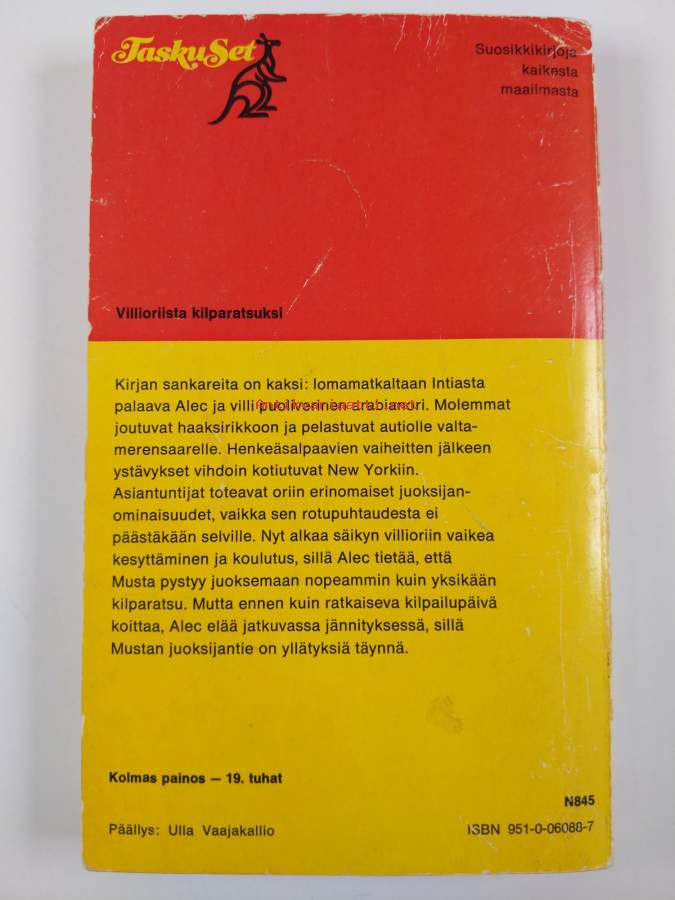 TaskuSet
Suosikkikirjoja
kaikesta
maailmasta
Villioriista kilparatsuksi
Kirjan sankareita on kaksi: lomamatkaltaan Intiasta
palaava Alec ja villi puoliverinen arabianori. Molemmat
joutuvat haaksirikkoon ja pelastuvat autiolle valta-
merensaarelle. Henkeäsalpaavien vaiheitten jälkeen
ystävykset vihdoin kotiutuvat New Yorkiin.
Asiantuntijat toteavat oriin erinomaiset juoksijan-
ominaisuudet, vaikka sen rotupuhtaudesta ei
päästäkään selville. Nyt alkaa säikyn villioriin vaikea
kesyttäminen ja koulutus, sillä Alec tietää, että
Musta pystyy juoksemaan nopeammin kuin yksikään
kilparatsu. Mutta ennen kuin ratkaiseva kilpailupäivä
koittaa, Alec elää jatkuvassa jännityksessä, sillä
Mustan juoksijantie on yllätyksiä täynnä.
Kolmas painos – 19. tuhat
N845
Päällys: Ulla Vaajakallio
ISBN 951-0-06088-7